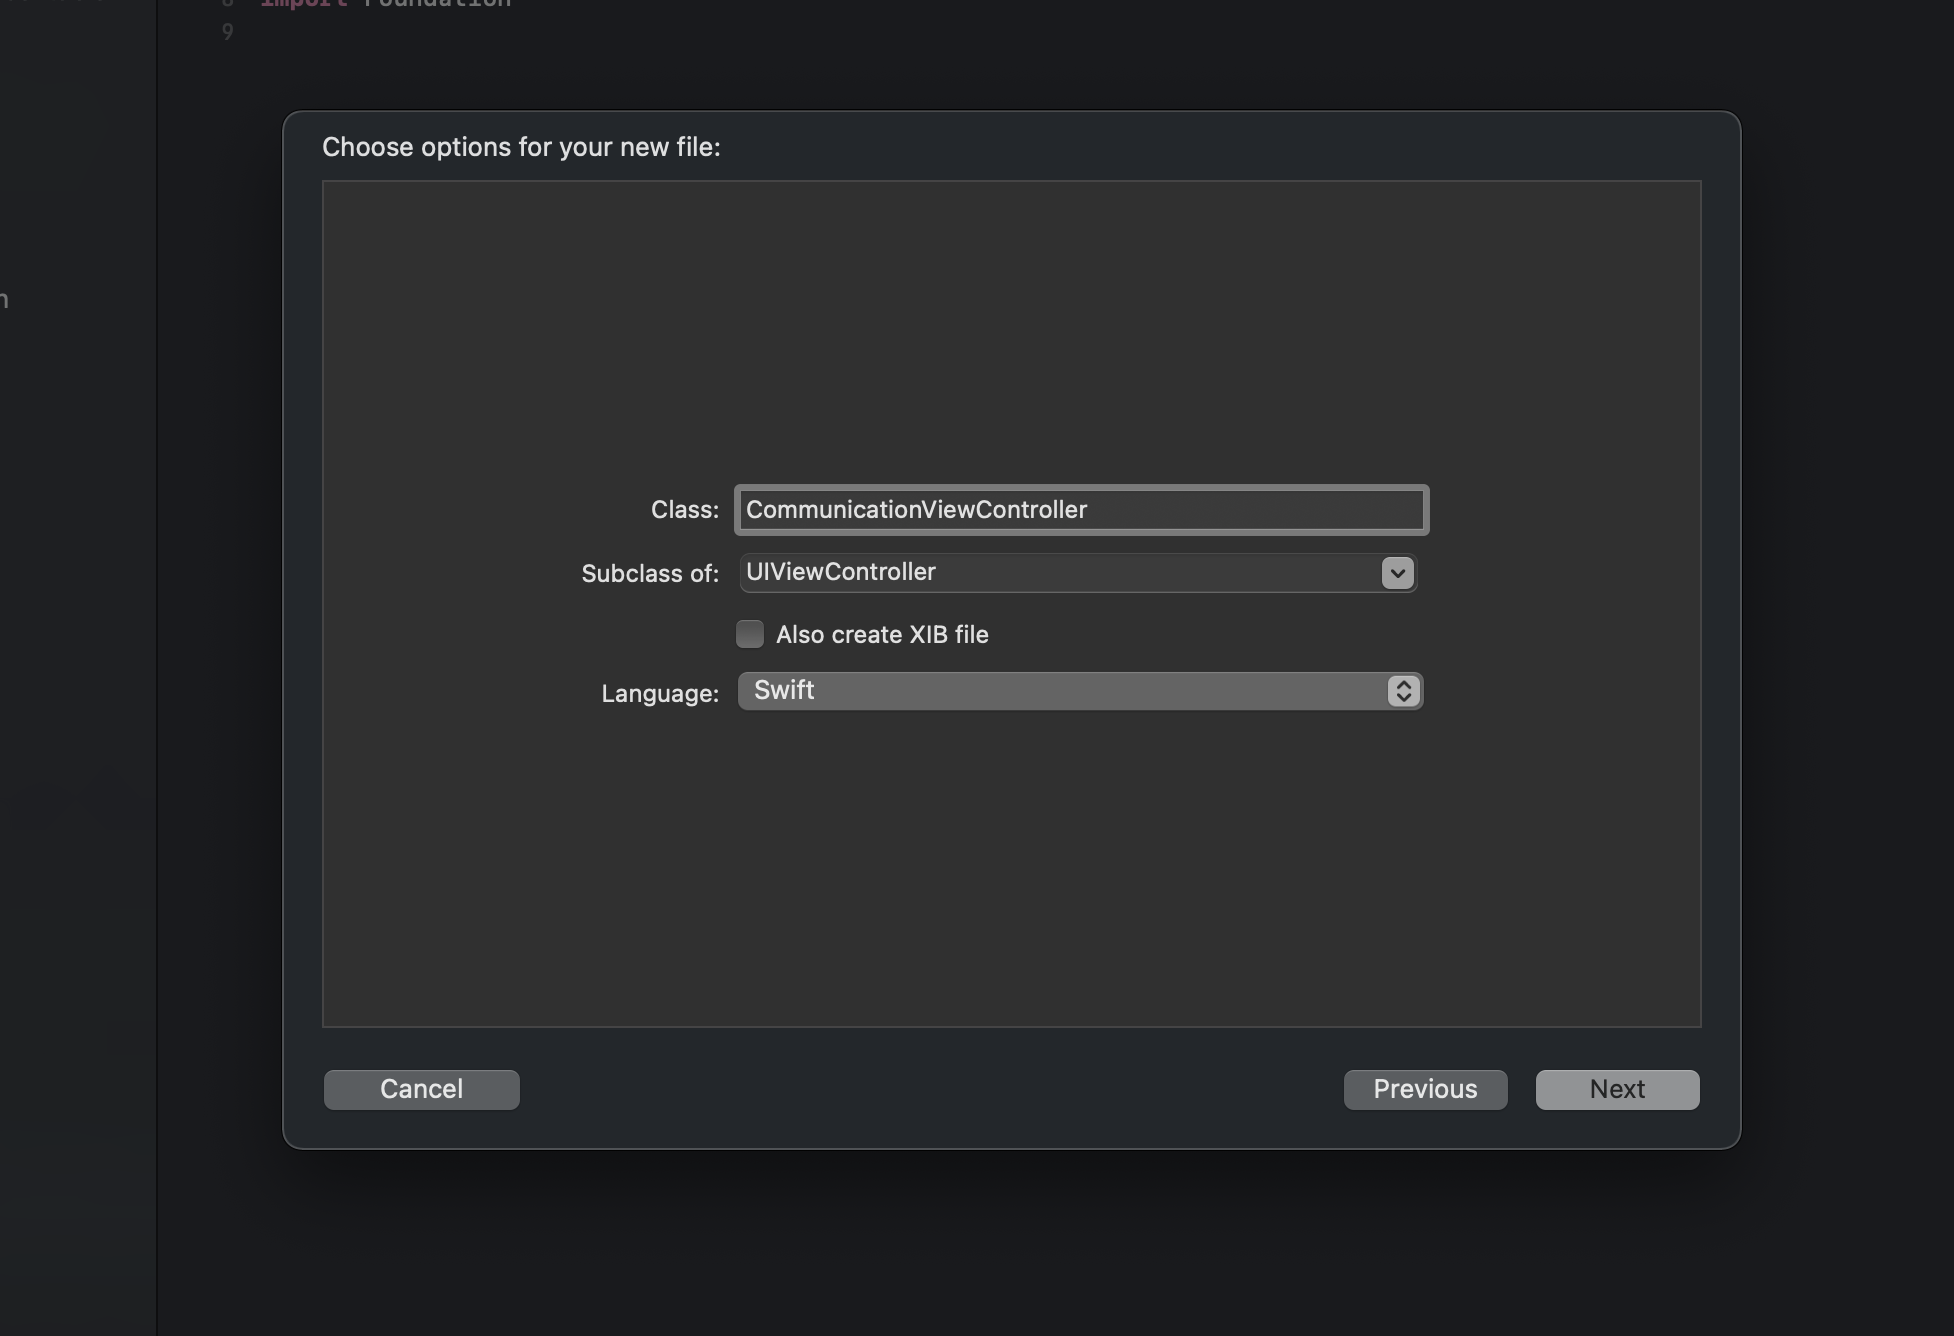 import Foundation
9
Choose options for your new file:
Class: CommunicationViewController
Subclass of: UIViewController
Also create XIB file
Language: Swift
Cancel Previous Next